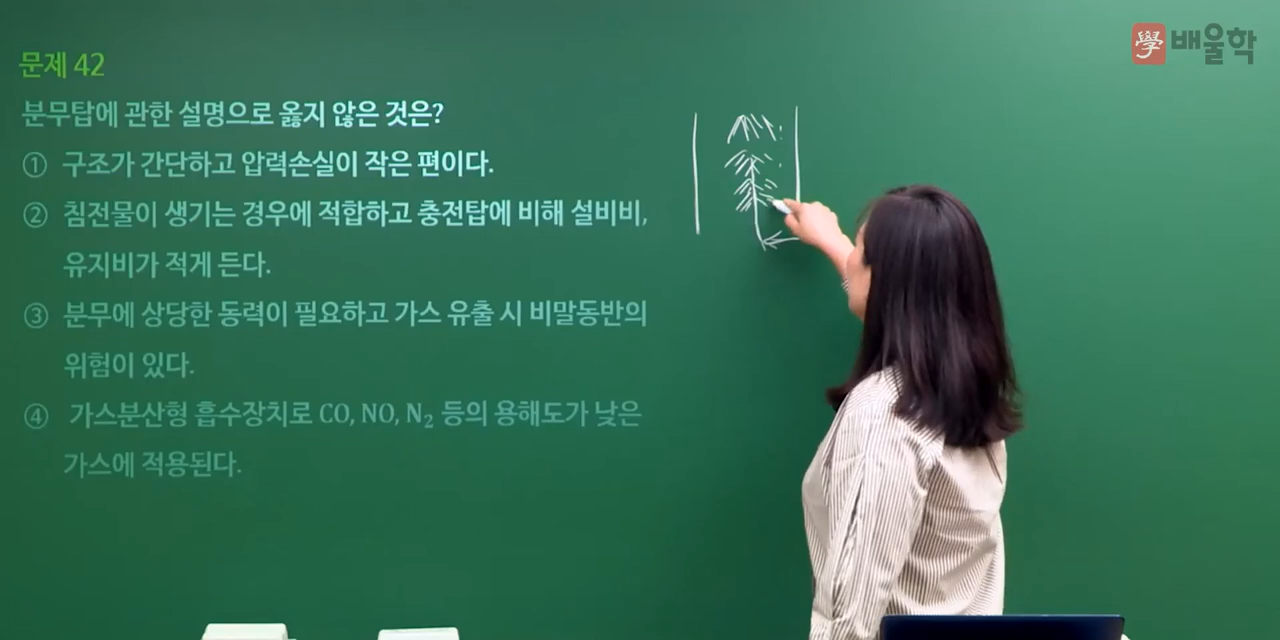 學 배울학
문제 42
분무탑에 관한 설명으로 옳지 않은 것은?
① 구조가 간단하고 압력손실이 작은 편이다.
② 침전물이 생기는 경우에 적합하고 충전탑에 비해 설비비,
유지비가 적게 든다.
③ 분무에 상당한 동력이 필요하고 가스 유출 시 비말동반의
위험이 있다.
④ 가스분산형 흡수장치로 CO, NO, N₂ 등의 용해도가 낮은
가스에 적용된다.